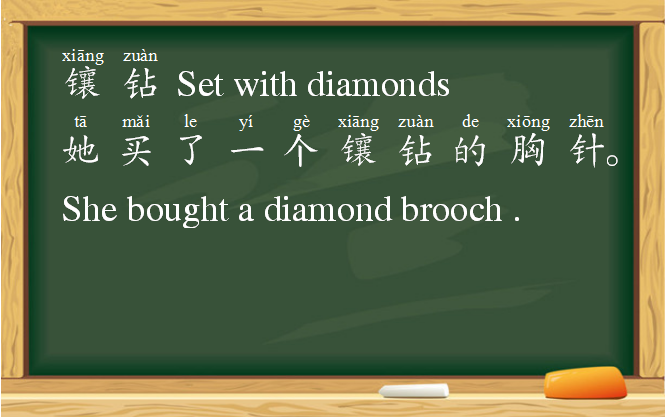 xiāng zuàn
镶 钻 Set with diamonds
tā mǎi le yí gè xiāng zuàn de xiōng zhēn
她 买 了 一 个 镶 钻 的 胸 针。
She bought a diamond brooch .